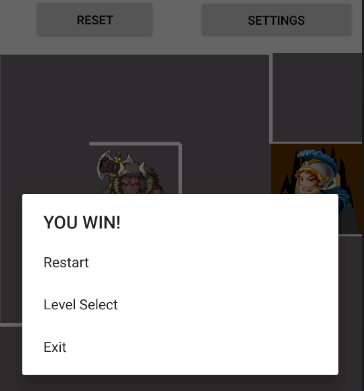 RESET
SETTINGS
YOU WIN!
Restart
Level Select
Exit